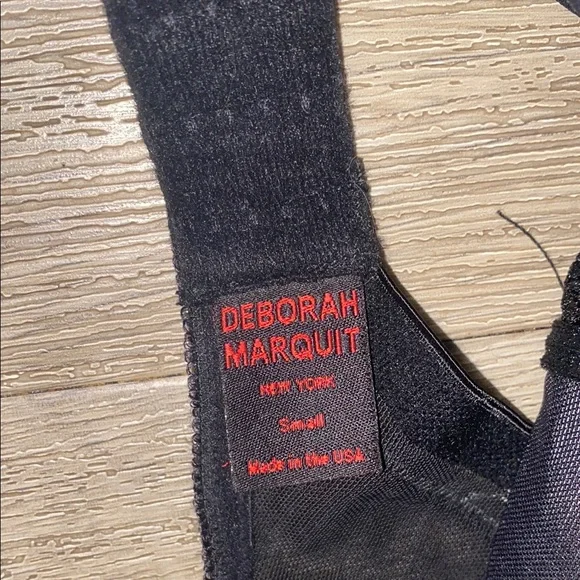 DEBORAH
MARQUIT
NEW YORK
Small
Made in the USA